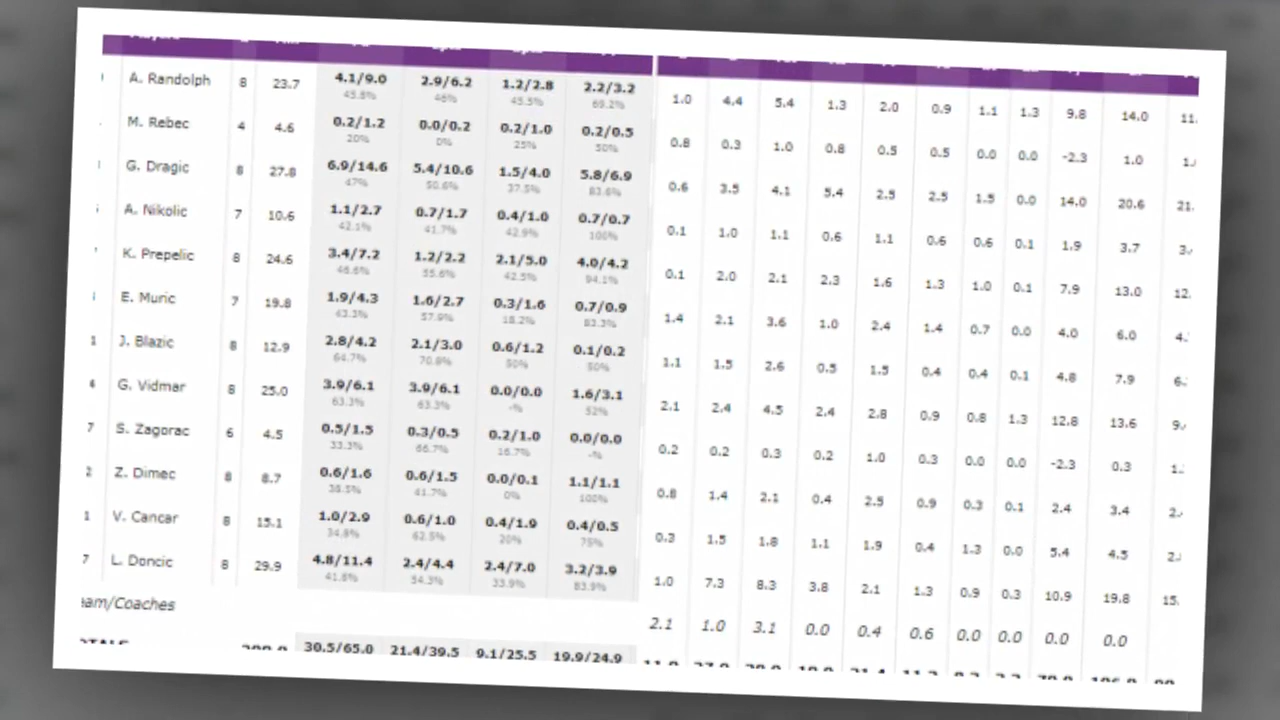 A. Randolph 8 23.7 4.1/9.0 2.9/6.2 1.2/2.8 2.2/3.2 1.0 4.4 5.4 1.3 2.0 0.9 1.1 1.3 9.8 14.0 11.
45.8% 46% 45.5% 69.2%
M. Rebec 4 4.6 0.2/1.2 0.0/0.2 0.2/1.0 0.2/0.5 0.8 0.3 1.0 0.8 0.5 0.5 0.0 0.0 -2.3 1.0 1.
20% 0% 25% 50%
G. Dragic 8 27.8 6.9/14.6 5.4/10.6 1.5/4.0 5.8/6.9 0.6 3.5 4.1 5.4 2.5 2.5 1.5 0.0 14.0 20.6 21.
47% 50.6% 37.5% 83.6%
A. Nikolic 7 10.6 1.1/2.7 0.7/1.7 0.4/1.0 0.7/0.7 0.1 1.0 1.1 0.6 1.1 0.6 0.6 0.1 1.9 3.7 3.
42.1% 41.7% 42.9% 100%
K. Prepelic 8 24.6 3.4/7.2 1.2/2.2 2.1/5.0 4.0/4.2 0.1 2.0 2.1 2.3 1.6 1.3 1.0 0.1 7.9 13.0 12.
46.6% 55.6% 42.5% 94.1%
E. Muric 7 19.8 1.9/4.3 1.6/2.7 0.3/1.6 0.7/0.9 1.4 2.1 3.6 1.0 2.4 1.4 0.7 0.0 4.0 6.0 4.
43.3% 57.9% 18.2% 83.3%
1 J. Blazic 8 12.9 2.8/4.2 2.1/3.0 0.6/1.2 0.1/0.2 1.1 1.5 2.6 0.5 1.5 0.4 0.4 0.1 4.8 7.9 6.
64.7% 70.8% 50% 50%
4 G. Vidmar 8 25.0 3.9/6.1 3.9/6.1 0.0/0.0 1.6/3.1 2.1 2.4 4.5 2.4 2.8 0.9 0.8 1.3 12.8 13.6 9.
63.3% 63.3% -% 52%
7 S. Zagorac 6 4.5 0.5/1.5 0.3/0.5 0.2/1.0 0.0/0.0 0.2 0.2 0.3 0.2 1.0 0.3 0.0 0.0 -2.3 0.3 1.
33.3% 66.7% 16.7% -%
2 Z. Dimec 8 8.7 0.6/1.6 0.6/1.5 0.0/0.1 1.1/1.1 0.8 1.4 2.1 0.4 2.5 0.9 0.3 0.1 2.4 3.4 2.
38.5% 41.7% 0% 100%
1 V. Cancar 8 15.1 1.0/2.9 0.6/1.0 0.4/1.9 0.4/0.5 0.3 1.5 1.8 1.1 1.9 0.4 1.3 0.0 5.4 4.5 2.
34.8% 62.5% 20% 75%
7 L. Doncic 8 29.9 4.8/11.4 2.4/4.4 2.4/7.0 3.2/3.9 1.0 7.3 8.3 3.8 2.1 1.3 0.9 0.3 10.9 19.8 15.
41.8% 54.3% 33.9% 83.9%
am/Coaches 2.1 1.0 3.1 0.0 0.4 0.6 0.0 0.0 0.0 0.0
30.5/65.0 21.4/39.5 9.1/25.5 19.9/24.9